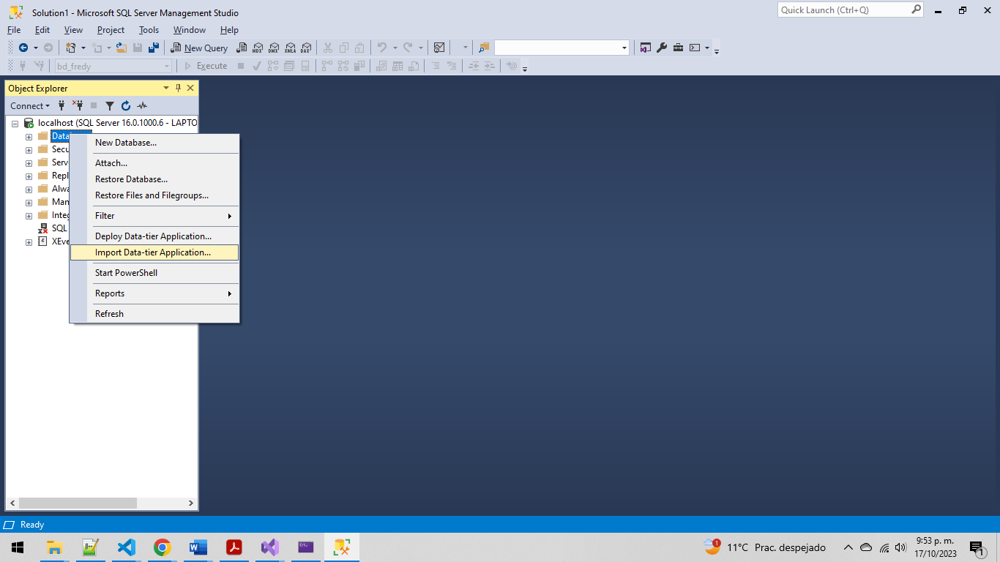 Solution1 - Microsoft SQL Server Management Studio
Quick Launch (Ctrl+Q)
File Edit View Project Tools Window Help
New Query MDX DMX XMLA DAX
bd_fredy Execute
Object Explorer
Connect
localhost (SQL Server 16.0.1000.6 - LAPTO
Data
Secu
Serv
Repl
Alwa
Man
Integ
SQL
XEve
New Database...
Attach...
Restore Database...
Restore Files and Filegroups...
Filter
Deploy Data-tier Application...
Import Data-tier Application...
Start PowerShell
Reports
Refresh
Ready
1 11°C Prac. despejado
9:53 p. m.
17/10/2023
1